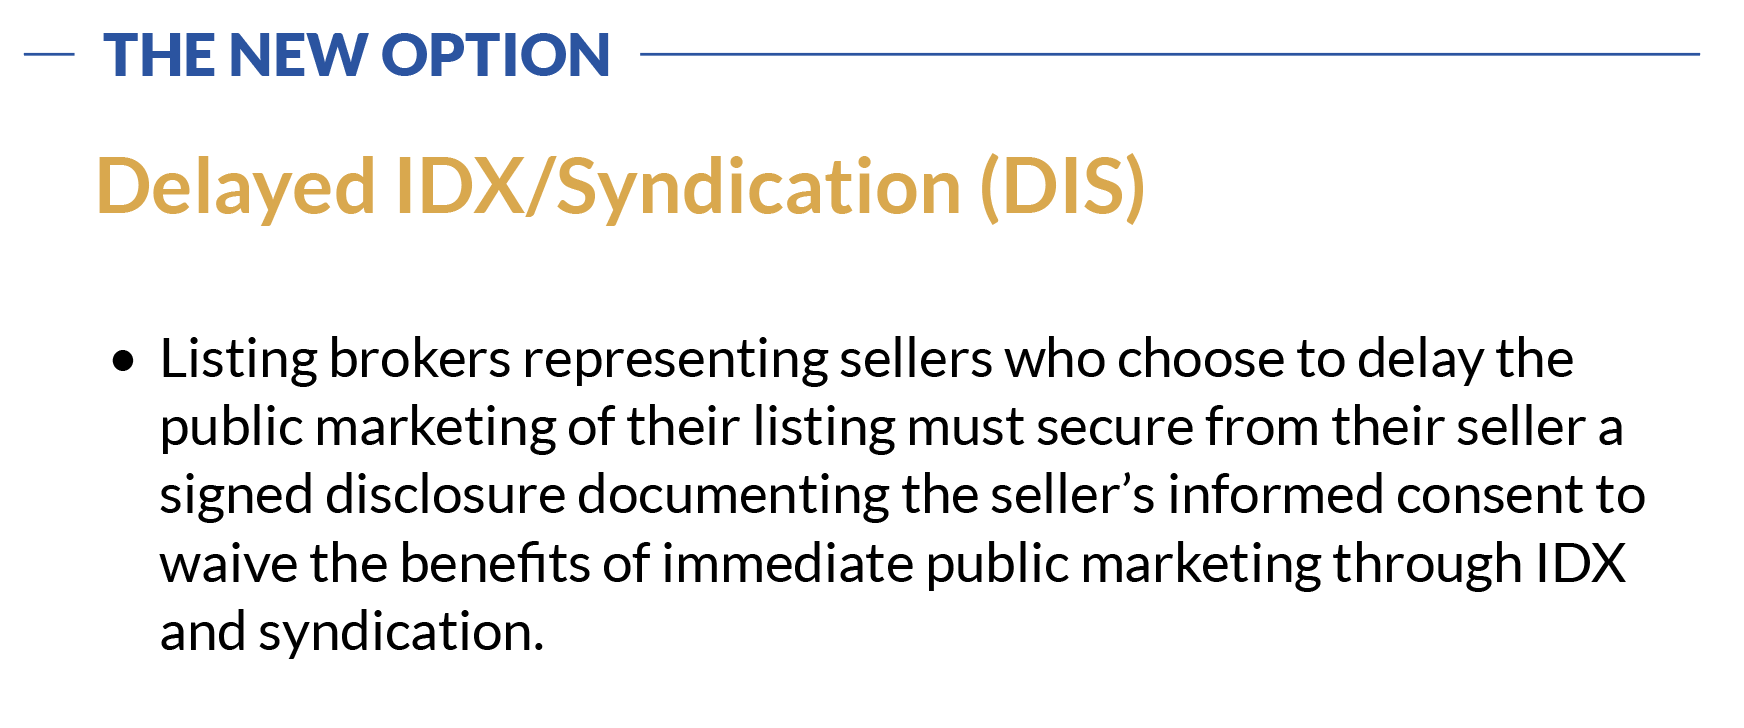 THE NEW OPTION
Delayed IDX/Syndication (DIS)
• Listing brokers representing sellers who choose to delay the
public marketing of their listing must secure from their seller a
signed disclosure documenting the seller’s informed consent to
waive the benefits of immediate public marketing through IDX
and syndication.